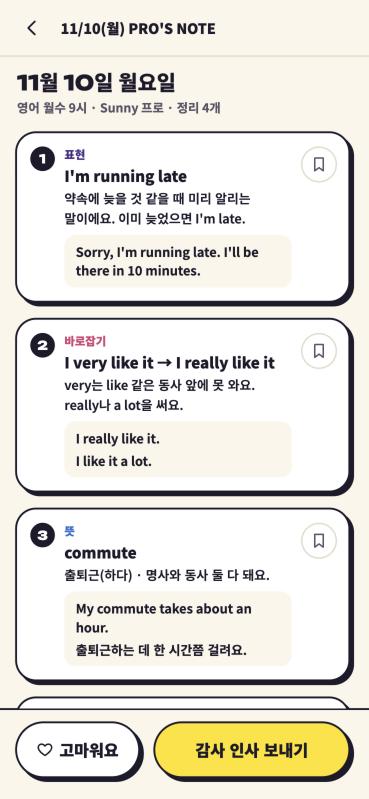 11/10(월) PRO'S NOTE
11월 10일 월요일
영어 월수 9시 · Sunny 프로 · 정리 4개
1
표현
I'm running late
약속에 늦을 것 같을 때 미리 알리는
말이에요. 이미 늦었으면 I'm late.
Sorry, I'm running late. I'll be
there in 10 minutes.
2
바로잡기
I very like it → I really like it
very는 like 같은 동사 앞에 못 와요.
really나 a lot을 써요.
I really like it.
I like it a lot.
3
뜻
commute
출퇴근(하다) · 명사와 동사 둘 다 돼요.
My commute takes about an
hour.
출퇴근하는 데 한 시간쯤 걸려요.
고마워요
감사 인사 보내기